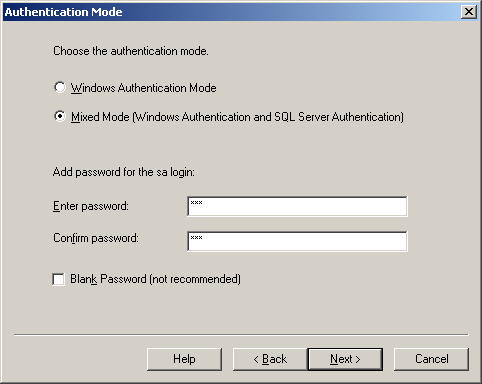 Authentication Mode
Choose the authentication mode.
Windows Authentication Mode
Mixed Mode (Windows Authentication and SQL Server Authentication)
Add password for the sa login:
Enter password: ***
Confirm password: ***
Blank Password (not recommended)
Help < Back Next > Cancel